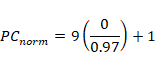 PC_norm = 9 (0/0.97) + 1